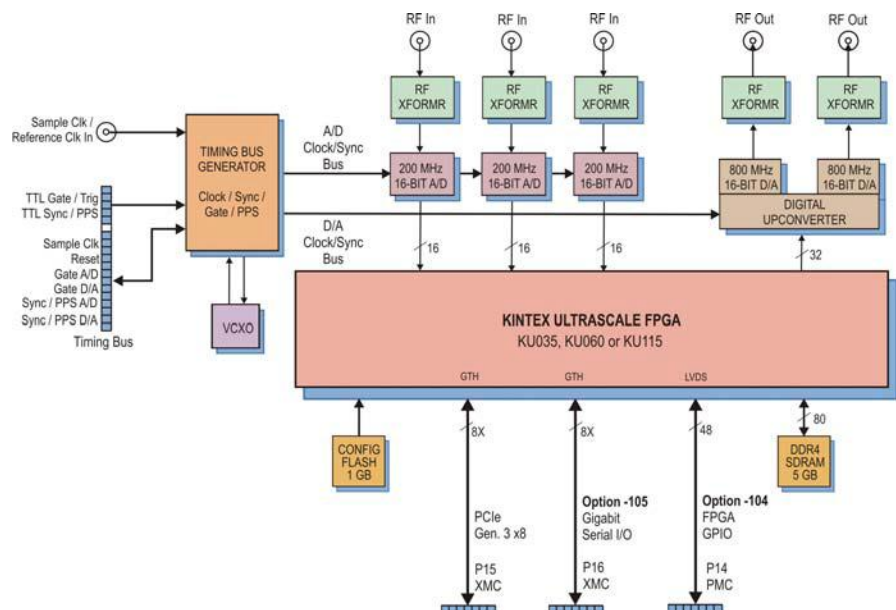 RF In
RF In
RF In
RF Out
RF Out
RF
XFORMR
RF
XFORMR
RF
XFORMR
RF
XFORMR
RF
XFORMR
Sample Clk /
Reference Clk In
TIMING BUS
GENERATOR
Clock / Sync /
Gate / PPS
A/D
Clock/Sync
Bus
200 MHz
16-BIT A/D
200 MHz
16-BIT A/D
200 MHz
16-BIT A/D
800 MHz
16-BIT D/A
800 MHz
16-BIT D/A
DIGITAL
UPCONVERTER
TTL Gate / Trig
TTL Sync / PPS
Sample Clk
Reset
Gate A/D
Gate D/A
Sync / PPS A/D
Sync / PPS D/A
Timing Bus
D/A
Clock/Sync
Bus
16
16
16
32
VCXO
KINTEX ULTRASCALE FPGA
KU035, KU060 or KU115
GTH
GTH
LVDS
8X
8X
48
80
CONFIG
FLASH
1 GB
DDR4
SDRAM
5 GB
PCIe
Gen. 3 x8
Option -105
Gigabit
Serial I/O
Option -104
FPGA
GPIO
P15
XMC
P16
XMC
P14
PMC